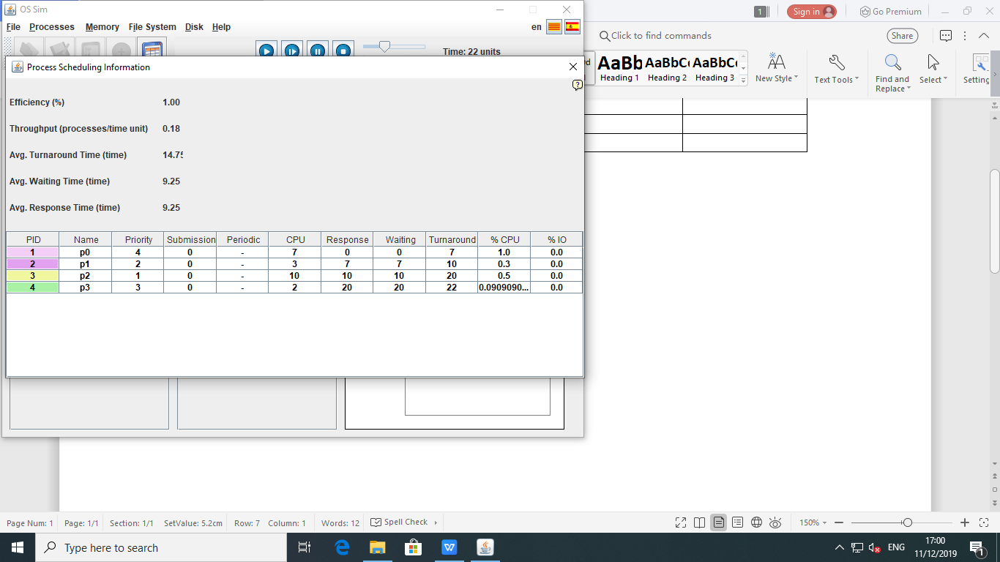 OS Sim
File Processes Memory File System Disk Help
en
Time: 22 units
Process Scheduling Information
?
Efficiency (%) 1.00
Throughput (processes/time unit) 0.18
Avg. Turnaround Time (time) 14.75
Avg. Waiting Time (time) 9.25
Avg. Response Time (time) 9.25
PID Name Priority Submission Periodic CPU Response Waiting Turnaround % CPU % IO
1 p0 4 0 - 7 0 0 7 1.0 0.0
2 p1 2 0 - 3 7 7 10 0.3 0.0
3 p2 1 0 - 10 10 10 20 0.5 0.0
4 p3 3 0 - 2 20 20 22 0.0909090... 0.0
1 Sign in Go Premium
Click to find commands Share
AaBb AaBbC AaBbC
Heading 1 Heading 2 Heading 3
New Style Text Tools Find and Replace Select Setting
Page Num: 1 Page: 1/1 Section: 1/1 SetValue: 5.2cm Row: 7 Column: 1 Words: 12 Spell Check 150%
Type here to search
ENG 17:00
11/12/2019 1